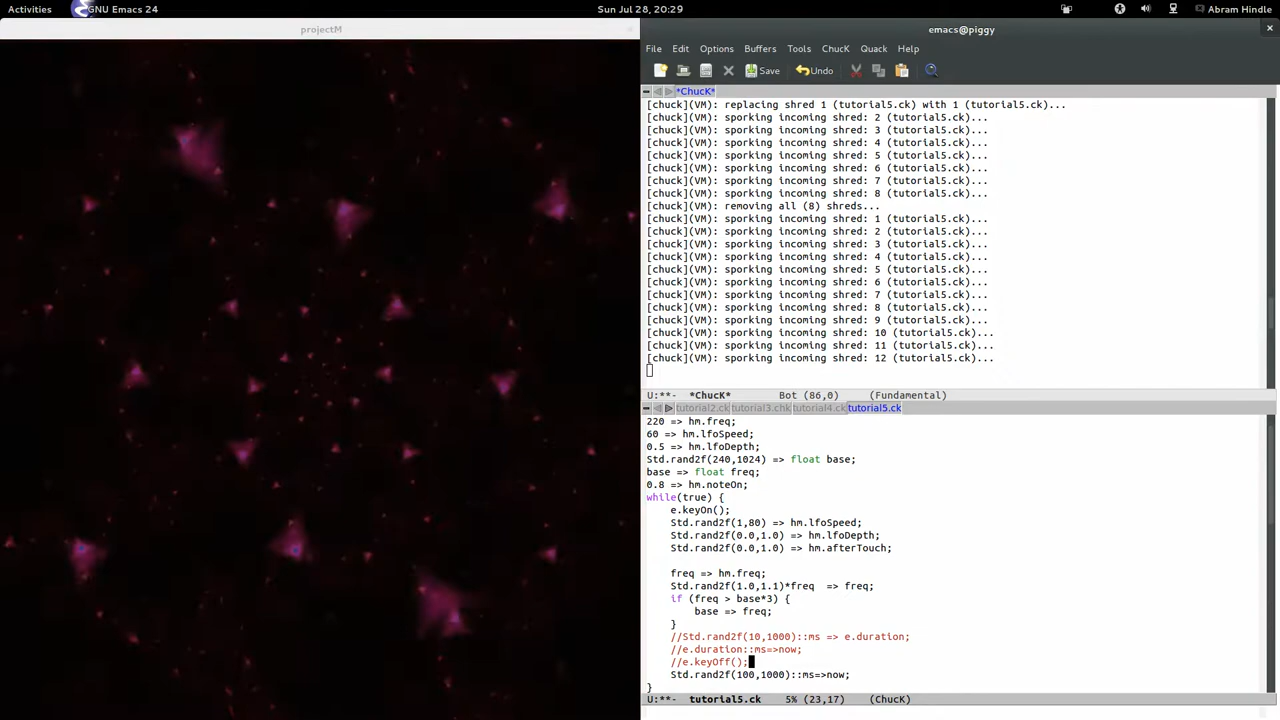 Activities GNU Emacs 24 Sun Jul 28, 20:29 Abram Hindle
projectM
emacs@piggy
File Edit Options Buffers Tools ChucK Quack Help
Save Undo
*ChucK*
[chuck](VM): replacing shred 1 (tutorial5.ck) with 1 (tutorial5.ck)...
[chuck](VM): sporking incoming shred: 2 (tutorial5.ck)...
[chuck](VM): sporking incoming shred: 3 (tutorial5.ck)...
[chuck](VM): sporking incoming shred: 4 (tutorial5.ck)...
[chuck](VM): sporking incoming shred: 5 (tutorial5.ck)...
[chuck](VM): sporking incoming shred: 6 (tutorial5.ck)...
[chuck](VM): sporking incoming shred: 7 (tutorial5.ck)...
[chuck](VM): sporking incoming shred: 8 (tutorial5.ck)...
[chuck](VM): removing all (8) shreds...
[chuck](VM): sporking incoming shred: 1 (tutorial5.ck)...
[chuck](VM): sporking incoming shred: 2 (tutorial5.ck)...
[chuck](VM): sporking incoming shred: 3 (tutorial5.ck)...
[chuck](VM): sporking incoming shred: 4 (tutorial5.ck)...
[chuck](VM): sporking incoming shred: 5 (tutorial5.ck)...
[chuck](VM): sporking incoming shred: 6 (tutorial5.ck)...
[chuck](VM): sporking incoming shred: 7 (tutorial5.ck)...
[chuck](VM): sporking incoming shred: 8 (tutorial5.ck)...
[chuck](VM): sporking incoming shred: 9 (tutorial5.ck)...
[chuck](VM): sporking incoming shred: 10 (tutorial5.ck)...
[chuck](VM): sporking incoming shred: 11 (tutorial5.ck)...
[chuck](VM): sporking incoming shred: 12 (tutorial5.ck)...
U:**- *ChucK* Bot (86,0) (Fundamental)
tutorial2.ck tutorial3.chk tutorial4.ck tutorial5.ck
220 => hm.freq;
60 => hm.lfoSpeed;
0.5 => hm.lfoDepth;
Std.rand2f(240,1024) => float base;
base => float freq;
0.8 => hm.noteOn;
while(true) {
    e.keyOn();
    Std.rand2f(1,80) => hm.lfoSpeed;
    Std.rand2f(0.0,1.0) => hm.lfoDepth;
    Std.rand2f(0.0,1.0) => hm.afterTouch;
    freq => hm.freq;
    Std.rand2f(1.0,1.1)*freq  => freq;
    if (freq > base*3) {
        base => freq;
    }
    //Std.rand2f(10,1000)::ms => e.duration;
    //e.duration::ms=>now;
    //e.keyOff();
    Std.rand2f(100,1000)::ms=>now;
}
U:**- tutorial5.ck 5% (23,17) (ChucK)